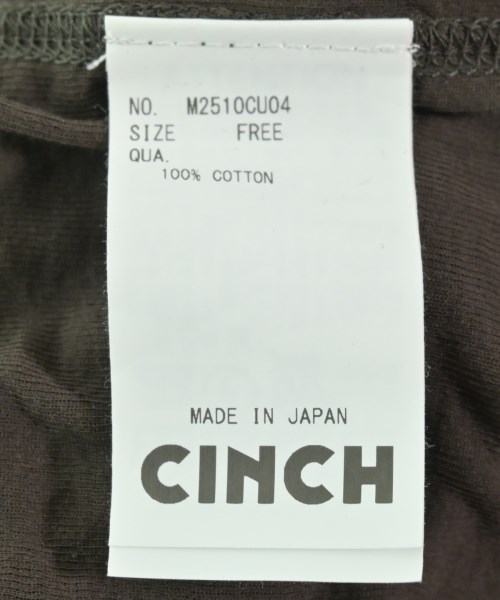 NO. M2510CU04
SIZE FREE
QUA.
100% COTTON
MADE IN JAPAN
CINCH